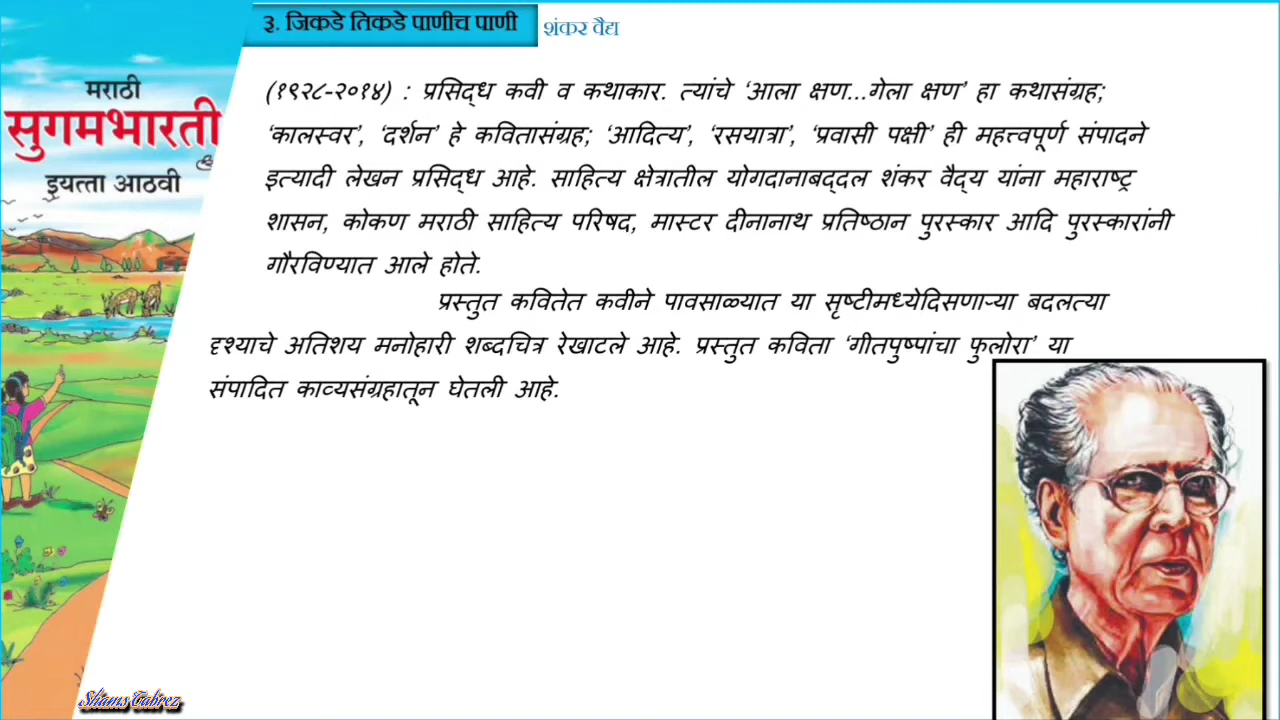 ३. जिकडे तिकडे पाणीच पाणी
शंकर वैद्य
मराठी
सुगमभारती
इयत्ता आठवी
(१९२८-२०१४) : प्रसिद्ध कवी व कथाकार. त्यांचे ‘आला क्षण...गेला क्षण’ हा कथासंग्रह;
‘कालस्वर’, ‘दर्शन’ हे कवितासंग्रह; ‘आदित्य’, ‘रसयात्रा’, ‘प्रवासी पक्षी’ ही महत्त्वपूर्ण संपादने
इत्यादी लेखन प्रसिद्ध आहे. साहित्य क्षेत्रातील योगदानाबद्दल शंकर वैद्य यांना महाराष्ट्र
शासन, कोकण मराठी साहित्य परिषद, मास्टर दीनानाथ प्रतिष्ठान पुरस्कार आदि पुरस्कारांनी
गौरविण्यात आले होते.
प्रस्तुत कवितेत कवीने पावसाळ्यात या सृष्टीमध्येदिसणाऱ्या बदलत्या
दृश्याचे अतिशय मनोहारी शब्दचित्र रेखाटले आहे. प्रस्तुत कविता ‘गीतपुष्पांचा फुलोरा’ या
संपादित काव्यसंग्रहातून घेतली आहे.
Shams Tabrez